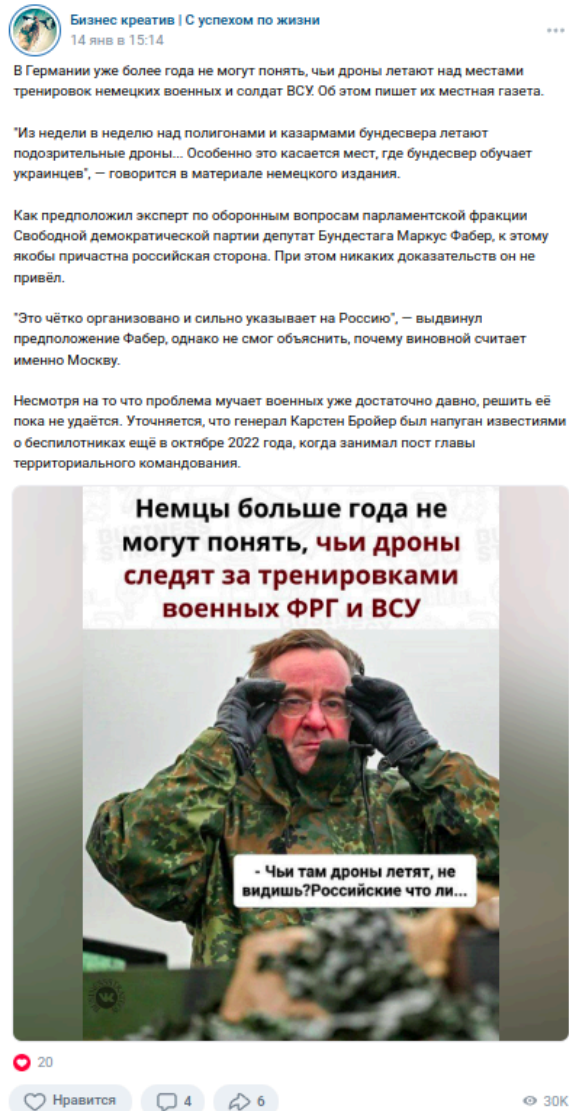 Бизнес креатив | С успехом по жизни
14 янв в 15:14
В Германии уже более года не могут понять, чьи дроны летают над местами
тренировок немецких военных и солдат ВСУ. Об этом пишет их местная газета.
"Из недели в неделю над полигонами и казармами бундесвера летают
подозрительные дроны... Особенно это касается мест, где бундесвер обучает
украинцев", — говорится в материале немецкого издания.
Как предположил эксперт по оборонным вопросам парламентской фракции
Свободной демократической партии депутат Бундестага Маркус Фабер, к этому
якобы причастна российская сторона. При этом никаких доказательств он не
привёл.
"Это чётко организовано и сильно указывает на Россию", — выдвинул
предположение Фабер, однако не смог объяснить, почему виновной считает
именно Москву.
Несмотря на то что проблема мучает военных уже достаточно давно, решить её
пока не удаётся. Уточняется, что генерал Карстен Бройер был напуган известиями
о беспилотниках ещё в октябре 2022 года, когда занимал пост главы
территориального командования.
Немцы больше года не
могут понять, чьи дроны
следят за тренировками
военных ФРГ и ВСУ
- Чьи там дроны летят, не
видишь?Российские что ли...
20
Нравится
4
6
30K